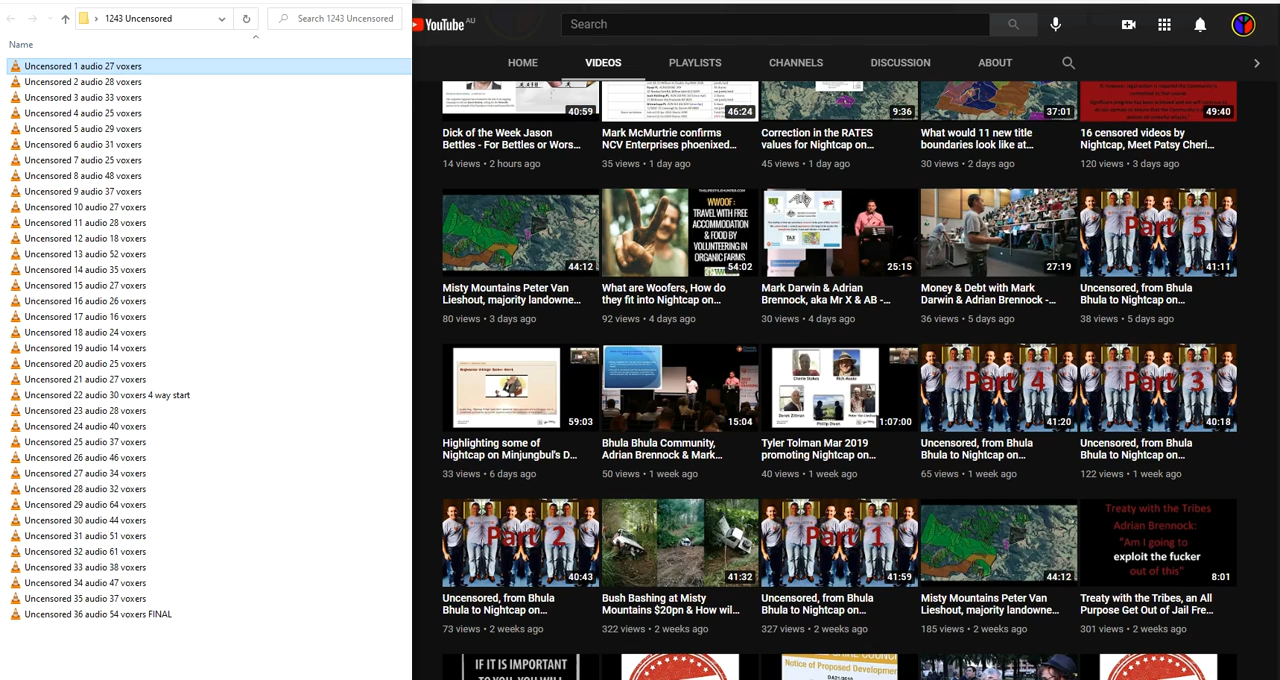 1243 Uncensored
Search 1243 Uncensored
Name
Uncensored 1 audio 27 voxers
Uncensored 2 audio 28 voxers
Uncensored 3 audio 33 voxers
Uncensored 4 audio 25 voxers
Uncensored 5 audio 29 voxers
Uncensored 6 audio 31 voxers
Uncensored 7 audio 25 voxers
Uncensored 8 audio 48 voxers
Uncensored 9 audio 37 voxers
Uncensored 10 audio 27 voxers
Uncensored 11 audio 28 voxers
Uncensored 12 audio 18 voxers
Uncensored 13 audio 52 voxers
Uncensored 14 audio 35 voxers
Uncensored 15 audio 27 voxers
Uncensored 16 audio 26 voxers
Uncensored 17 audio 16 voxers
Uncensored 18 audio 24 voxers
Uncensored 19 audio 14 voxers
Uncensored 20 audio 25 voxers
Uncensored 21 audio 27 voxers
Uncensored 22 audio 30 voxers 4 way start
Uncensored 23 audio 28 voxers
Uncensored 24 audio 40 voxers
Uncensored 25 audio 37 voxers
Uncensored 26 audio 46 voxers
Uncensored 27 audio 34 voxers
Uncensored 28 audio 32 voxers
Uncensored 29 audio 64 voxers
Uncensored 30 audio 44 voxers
Uncensored 31 audio 51 voxers
Uncensored 32 audio 61 voxers
Uncensored 33 audio 38 voxers
Uncensored 34 audio 47 voxers
Uncensored 35 audio 37 voxers
Uncensored 36 audio 54 voxers FINAL
YouTube AU
Search
HOME VIDEOS PLAYLISTS CHANNELS DISCUSSION ABOUT
40:59
Dick of the Week Jason
Bettles - For Bettles or Wors...
14 views • 2 hours ago
46:24
Mark McMurtrie confirms
NCV Enterprises phoenixed...
35 views • 1 day ago
9:36
Correction in the RATES
values for Nightcap on...
45 views • 1 day ago
37:01
What would 11 new title
boundaries look like at...
30 views • 2 days ago
49:40
16 censored videos by
Nightcap, Meet Patsy Cheri...
120 views • 3 days ago
44:12
Misty Mountains Peter Van
Lieshout, majority landowne...
80 views • 3 days ago
WWOOF:
TRAVEL WITH FREE
ACCOMMODATION
& FOOD BY
VOLUNTEERING IN
ORGANIC FARMS
54:02
What are Woofers, How do
they fit into Nightcap on...
92 views • 4 days ago
TAX
25:15
Mark Darwin & Adrian
Brennock, aka Mr X & AB -...
30 views • 4 days ago
27:19
Money & Debt with Mark
Darwin & Adrian Brennock -...
36 views • 5 days ago
Part 5
41:11
Uncensored, from Bhula
Bhula to Nightcap on...
38 views • 5 days ago
59:03
Highlighting some of
Nightcap on Minjungbul's D...
33 views • 6 days ago
15:04
Bhula Bhula Community,
Adrian Brennock & Mark...
50 views • 1 week ago
1:07:00
Tyler Tolman Mar 2019
promoting Nightcap on...
40 views • 1 week ago
Part 4
41:20
Uncensored, from Bhula
Bhula to Nightcap on...
65 views • 1 week ago
Part 3
40:18
Uncensored, from Bhula
Bhula to Nightcap on...
122 views • 1 week ago
Part 2
40:43
Uncensored, from Bhula
Bhula to Nightcap on...
73 views • 2 weeks ago
41:32
Bush Bashing at Misty
Mountains $20pn & How wil...
322 views • 2 weeks ago
Part 1
41:59
Uncensored, from Bhula
Bhula to Nightcap on...
327 views • 2 weeks ago
44:12
Misty Mountains Peter Van
Lieshout, majority landowne...
185 views • 2 weeks ago
Treaty with the Tribes
Adrian Brennock:
"Am I going to
exploit the fucker
out of this"
8:01
Treaty with the Tribes, an All
Purpose Get Out of Jail Fre...
301 views • 2 weeks ago
IF IT IS IMPORTANT
TO YOU, YOU WILL
Notice of Proposed Development